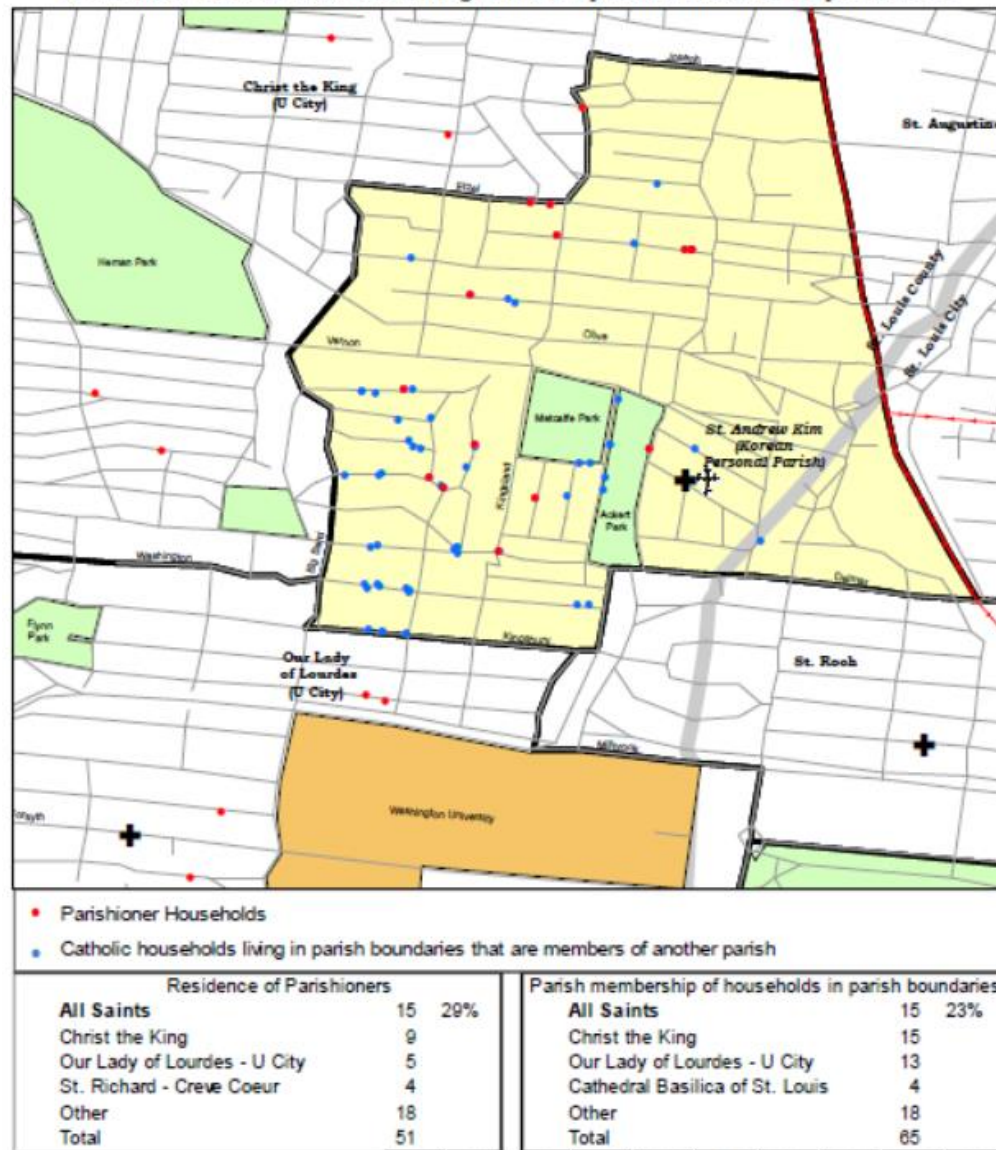 Joseph
Christ the King
(U City)
St. Augustine
Etzel
Heman Park
St. Louis County
St. Louis City
Vernon
Olive
Metcalfe Park
St. Andrew Kim
(Korean
Personal Parish)
Kingsland
Ackert
Park
Big Bend
Washington
Delmar
Flynn
Park
Kingsbury
Our Lady
of Lourdes
(U City)
St. Roch
Millbrook
Washington University
Forsyth
Parishioner Households
Catholic households living in parish boundaries that are members of another parish
Residence of Parishioners
All Saints 15 29%
Christ the King 9
Our Lady of Lourdes - U City 5
St. Richard - Creve Coeur 4
Other 18
Total 51
Parish membership of households in parish boundaries
All Saints 15 23%
Christ the King 15
Our Lady of Lourdes - U City 13
Cathedral Basilica of St. Louis 4
Other 18
Total 65